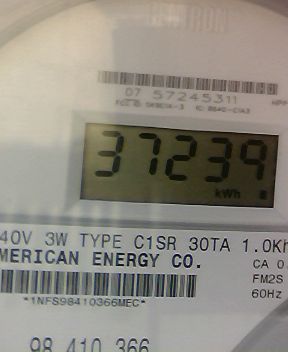 07 57245311
37239
kWh
40V 3W TYPE C1SR 30TA 1.0Kh
MERICAN ENERGY CO.
CA 0.
FM2S
60Hz
*1NFS98410366MEC*
98 410 366